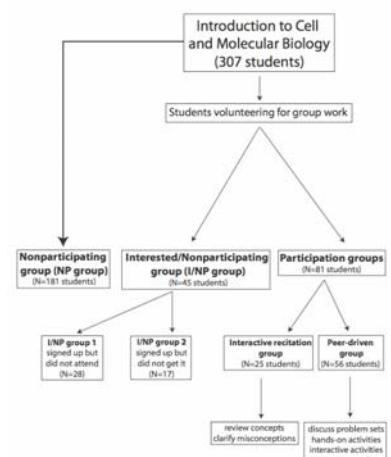 Introduction to Cell
and Molecular Biology
(307 students)
Students volunteering for group work
Nonparticipating
group (NP group)
(N=181 students)
Interested/Nonparticipating
group (I/NP group)
(N=45 students)
Participation groups
(N=81 students)
I/NP group 1
signed up but
did not attend
(N=28)
I/NP group 2
signed up but
did not get it
(N=17)
Interactive recitation
group
(N=25 students)
Peer-driven
group
(N=56 students)
review concepts
clarify misconceptions
discuss problem sets
hands-on activities
interactive activities